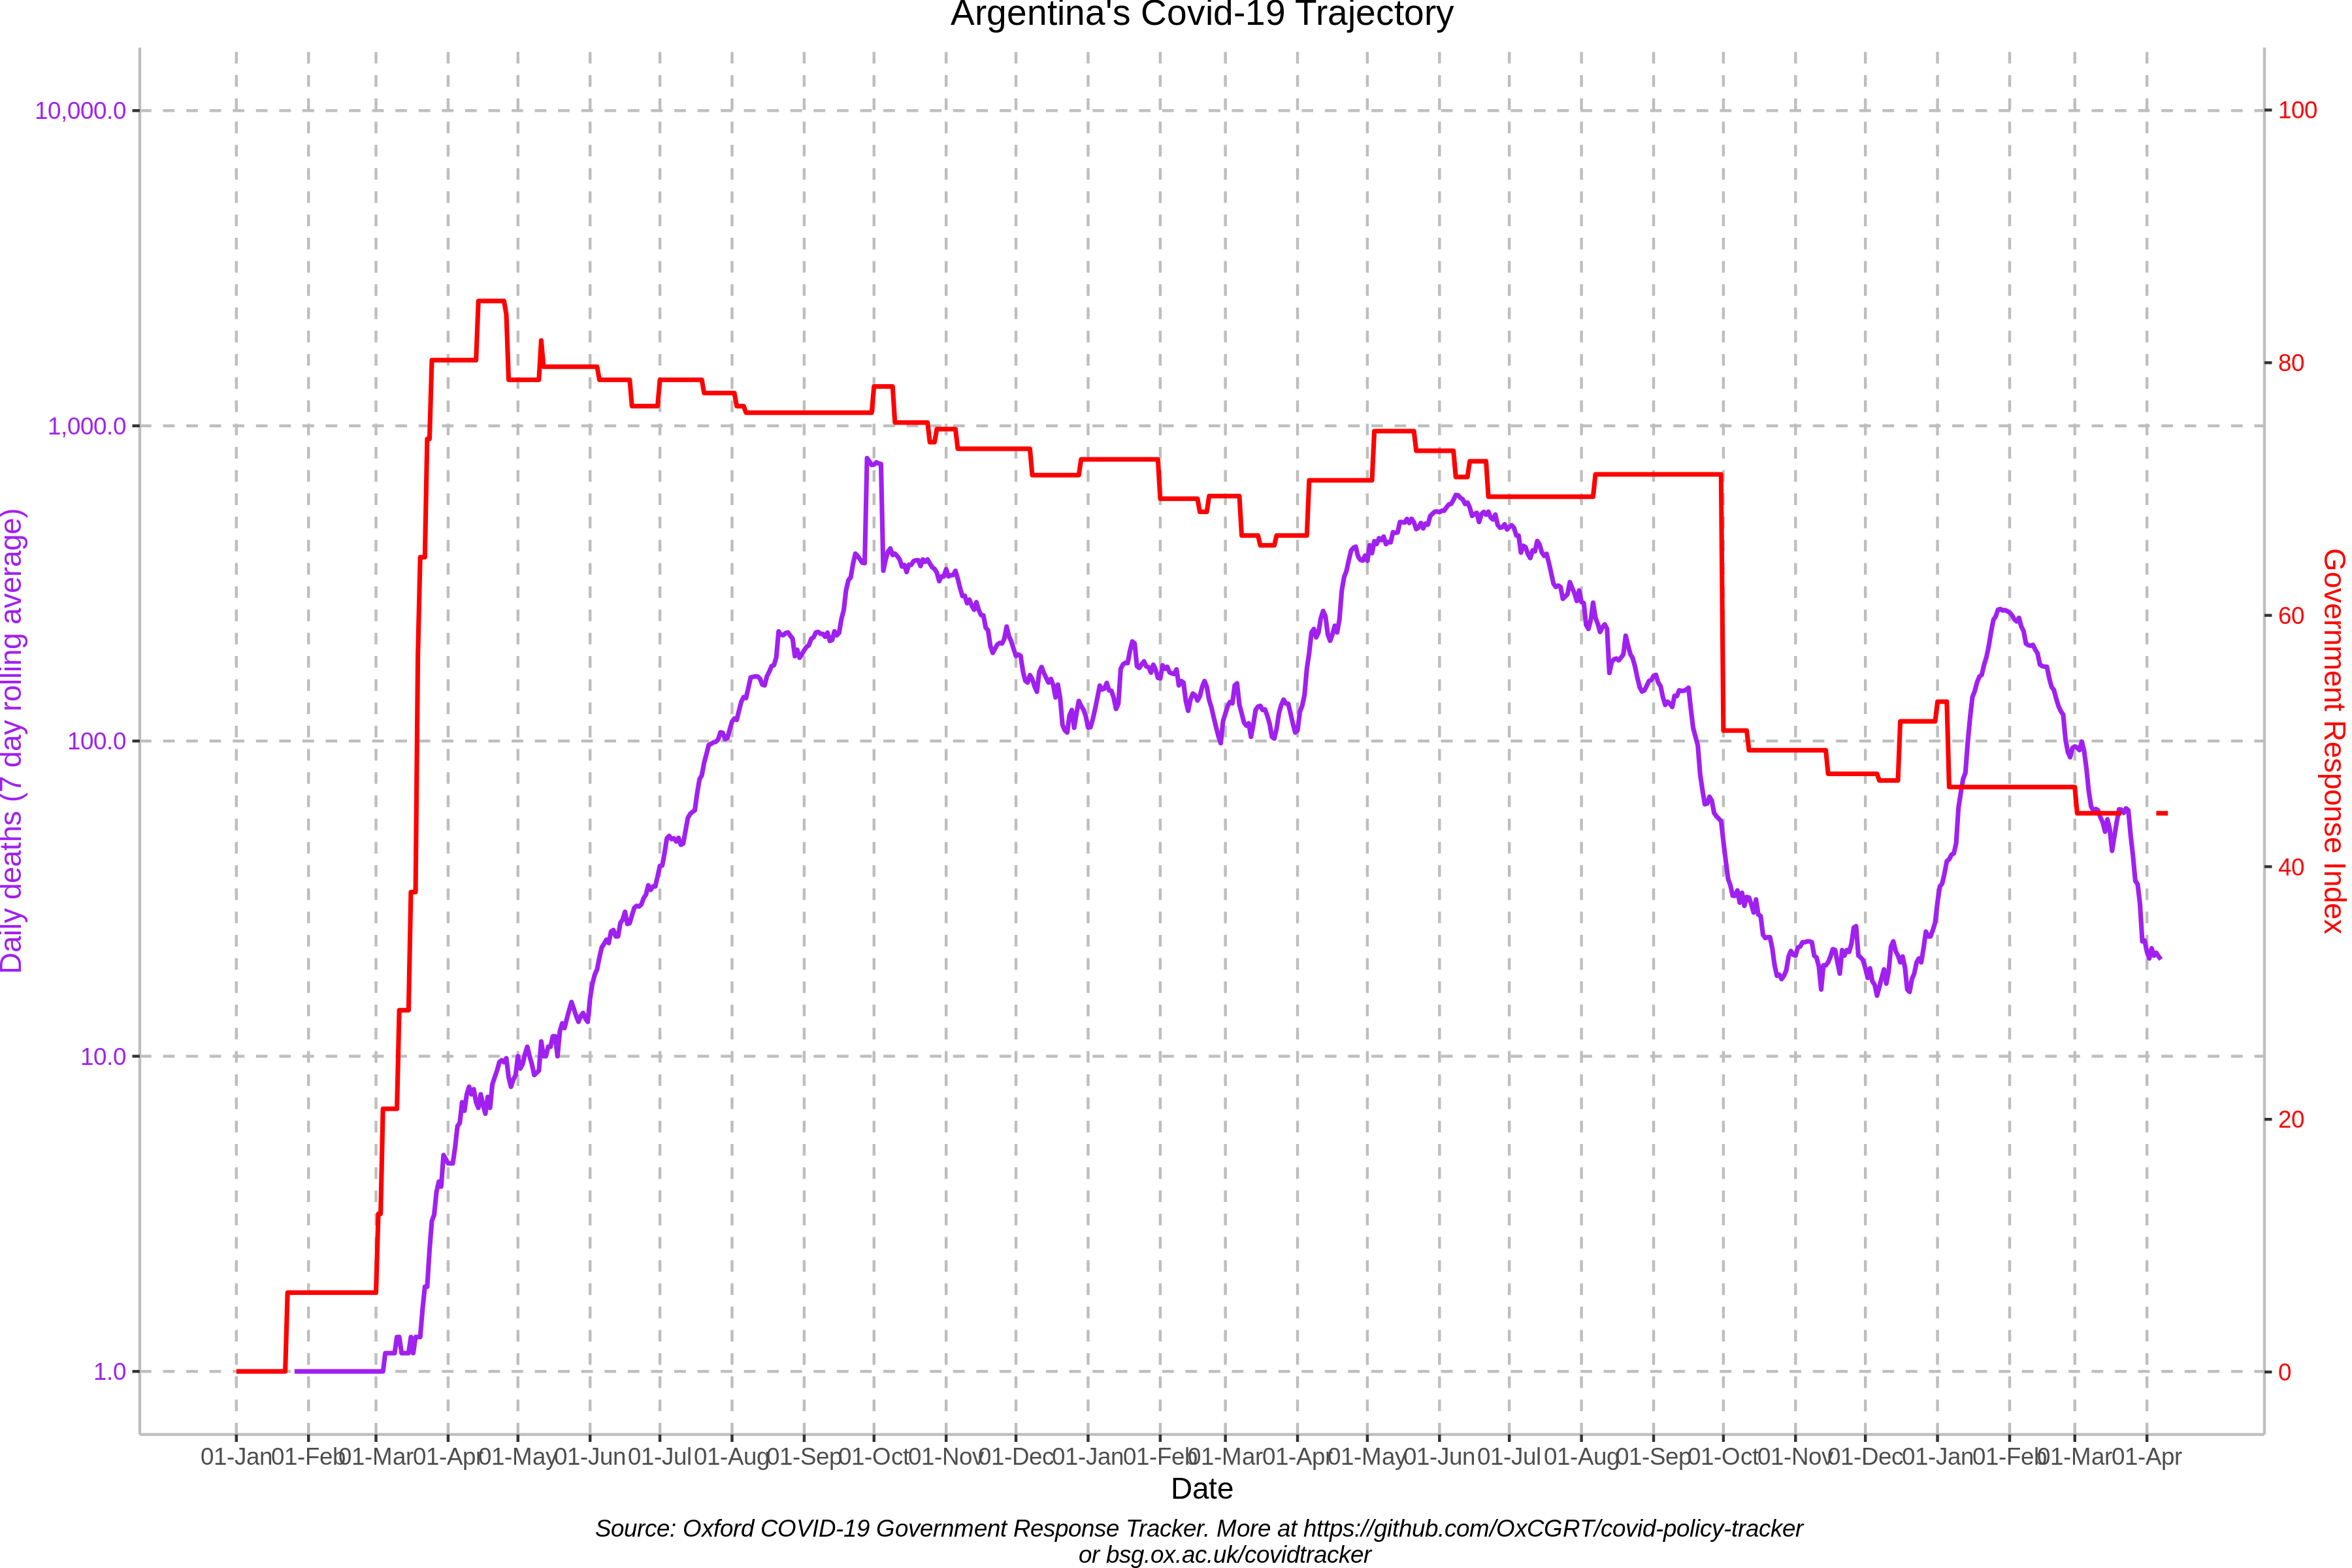 Argentina's Covid-19 Trajectory
10,000.0
1,000.0
100.0
10.0
1.0
Daily deaths (7 day rolling average)
100
80
60
40
20
0
Government Response Index
01-Jan 01-Feb 01-Mar 01-Apr 01-May 01-Jun 01-Jul 01-Aug 01-Sep 01-Oct 01-Nov 01-Dec 01-Jan 01-Feb 01-Mar 01-Apr 01-May 01-Jun 01-Jul 01-Aug 01-Sep 01-Oct 01-Nov 01-Dec 01-Jan 01-Feb 01-Mar 01-Apr
Date
Source: Oxford COVID-19 Government Response Tracker. More at https://github.com/OxCGRT/covid-policy-tracker
or bsg.ox.ac.uk/covidtracker